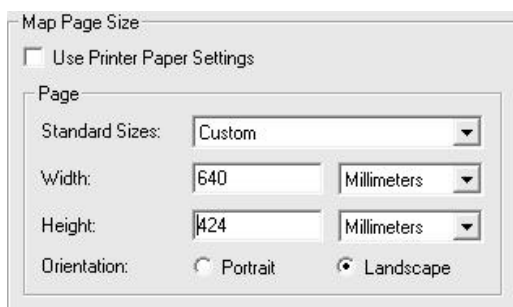 Map Page Size
Use Printer Paper Settings
Page
Standard Sizes: Custom
Width: 640 Millimeters
Height: 424 Millimeters
Orientation: Portrait Landscape